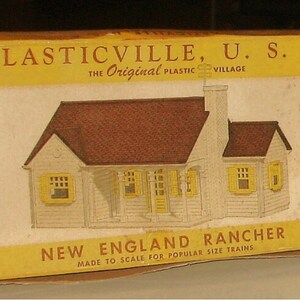 LASTICVILLE, U. S.
THE Original PLASTIC VILLAGE
NEW ENGLAND RANCHER
MADE TO SCALE FOR POPULAR SIZE TRAINS